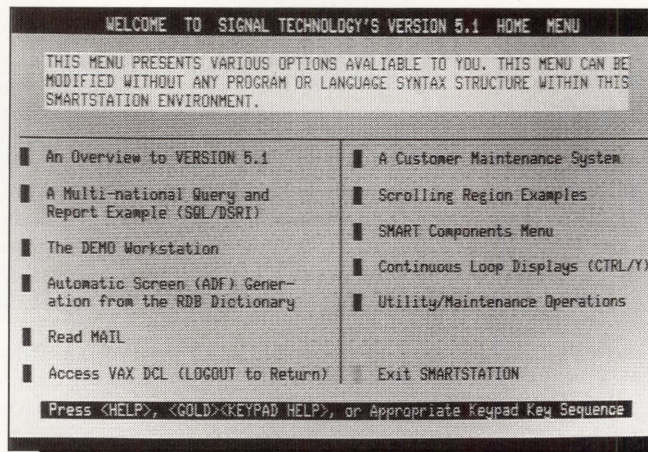 WELCOME TO SIGNAL TECHNOLOGY'S VERSION 5.1 HOME MENU
THIS MENU PRESENTS VARIOUS OPTIONS AVALIABLE TO YOU. THIS MENU CAN BE
MODIFIED WITHOUT ANY PROGRAM OR LANGUAGE SYNTAX STRUCTURE WITHIN THIS
SMARTSTATION ENVIRONMENT.
An Overview to VERSION 5.1
A Multi-national Query and
Report Example (SQL/DSRI)
The DEMO Workstation
Automatic Screen (ADF) Gener-
ation from the RDB Dictionary
Read MAIL
Access VAX DCL (LOGOUT to Return)
A Customer Maintenance System
Scrolling Region Examples
SMART Components Menu
Continuous Loop Displays (CTRL/Y)
Utility/Maintenance Operations
Exit SMARTSTATION
Press <HELP>, <GOLD><KEYPAD HELP>, or Appropriate Keypad Key Sequence